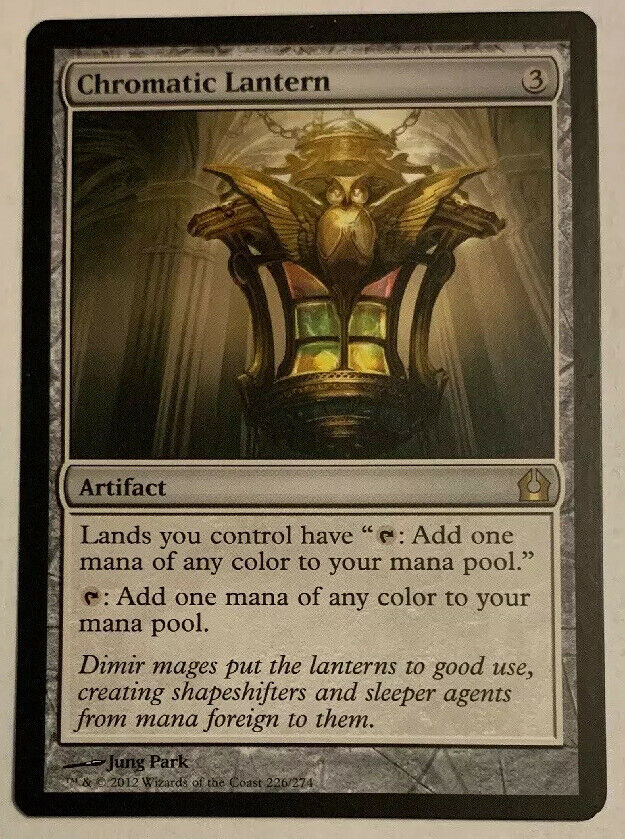 Chromatic Lantern 3
Artifact
Lands you control have “ : Add one
mana of any color to your mana pool.”
: Add one mana of any color to your
mana pool.
Dimir mages put the lanterns to good use,
creating shapeshifters and sleeper agents
from mana foreign to them.
Jung Park
™ & © 2012 Wizards of the Coast 226/274